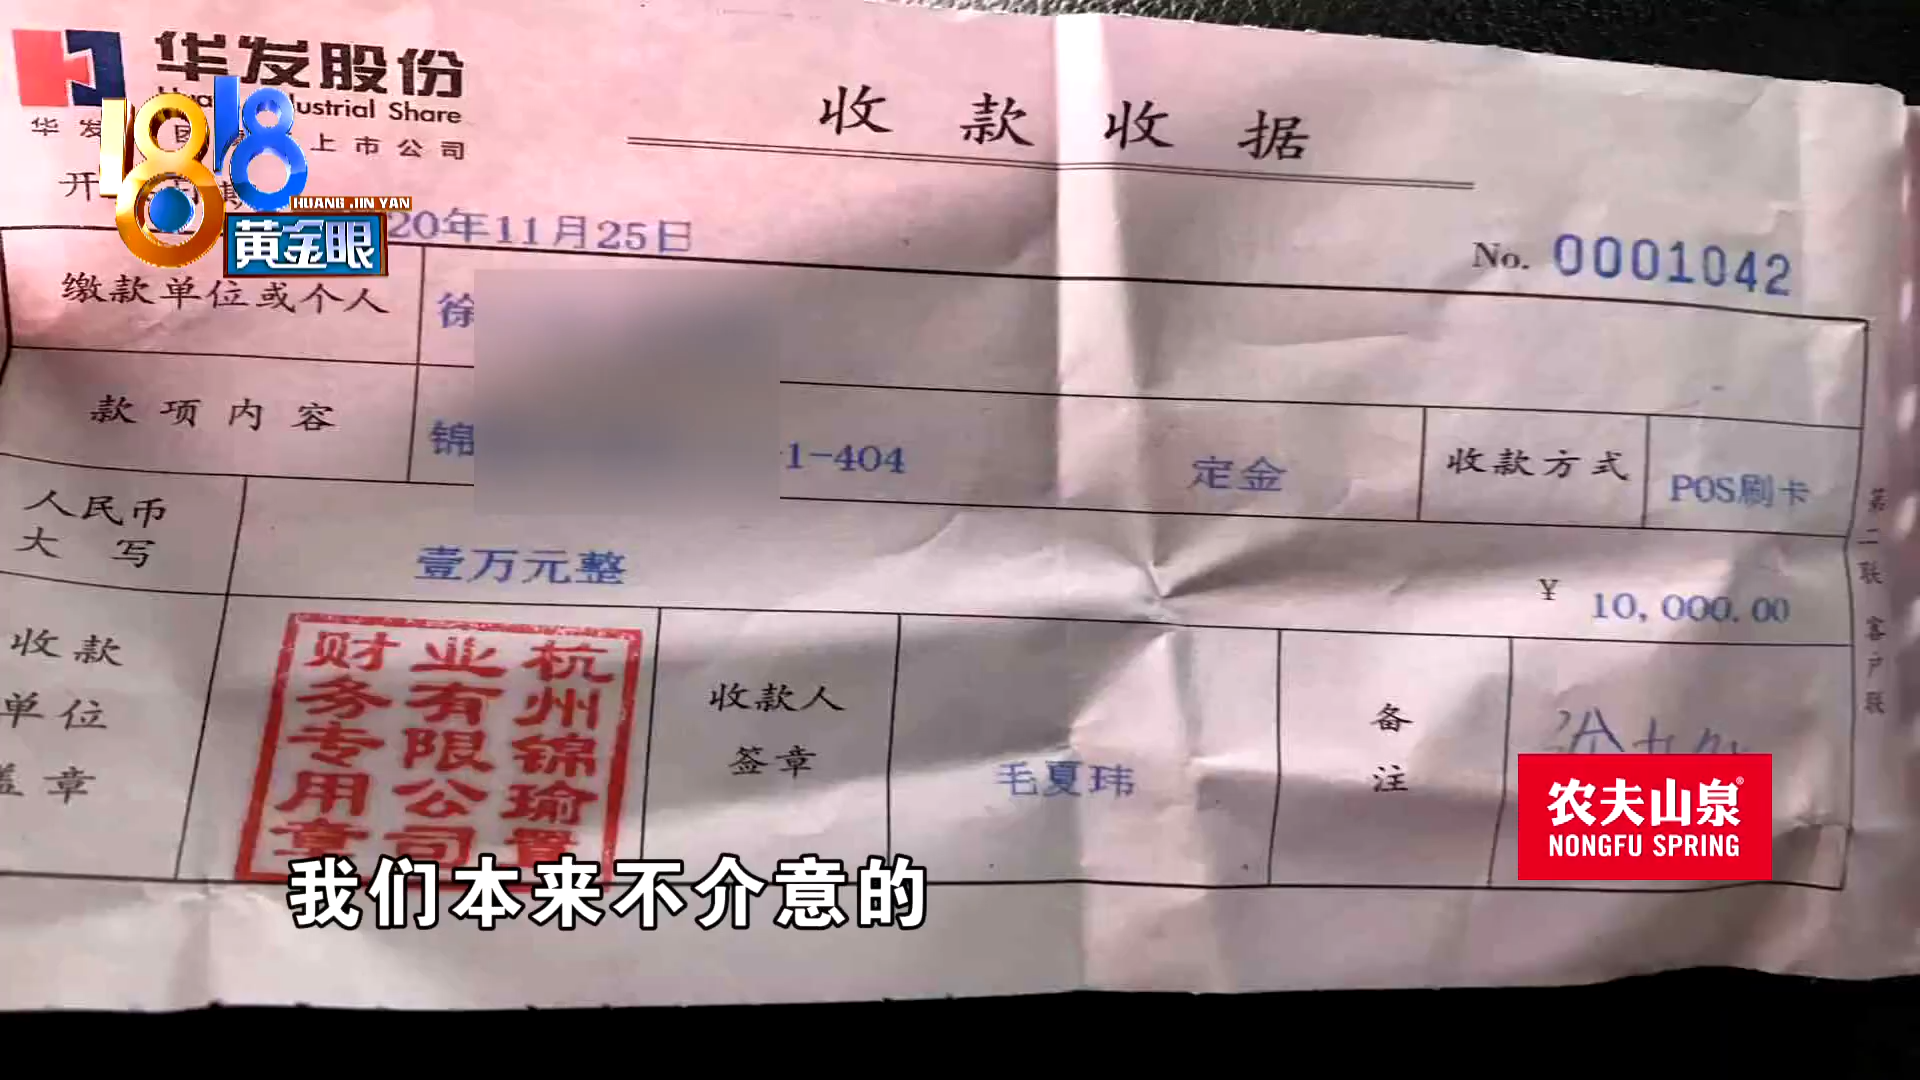 华发股份
Industrial Share
上市公司
收款收据
1818
HUANG JIN YAN
黄金眼
20年11月25日
No. 0001042
缴款单位或个人
徐
款项内容
锦
1-404
定金
收款方式
POS刷卡
人民币
大写
壹万元整
¥ 10,000.00
收款
单位
盖章
杭州锦瑜置业有限公司
财务专用章
收款人
签章
毛夏玮
备
注
第二联 客户联
农夫山泉®
NONGFU SPRING
我们本来不介意的